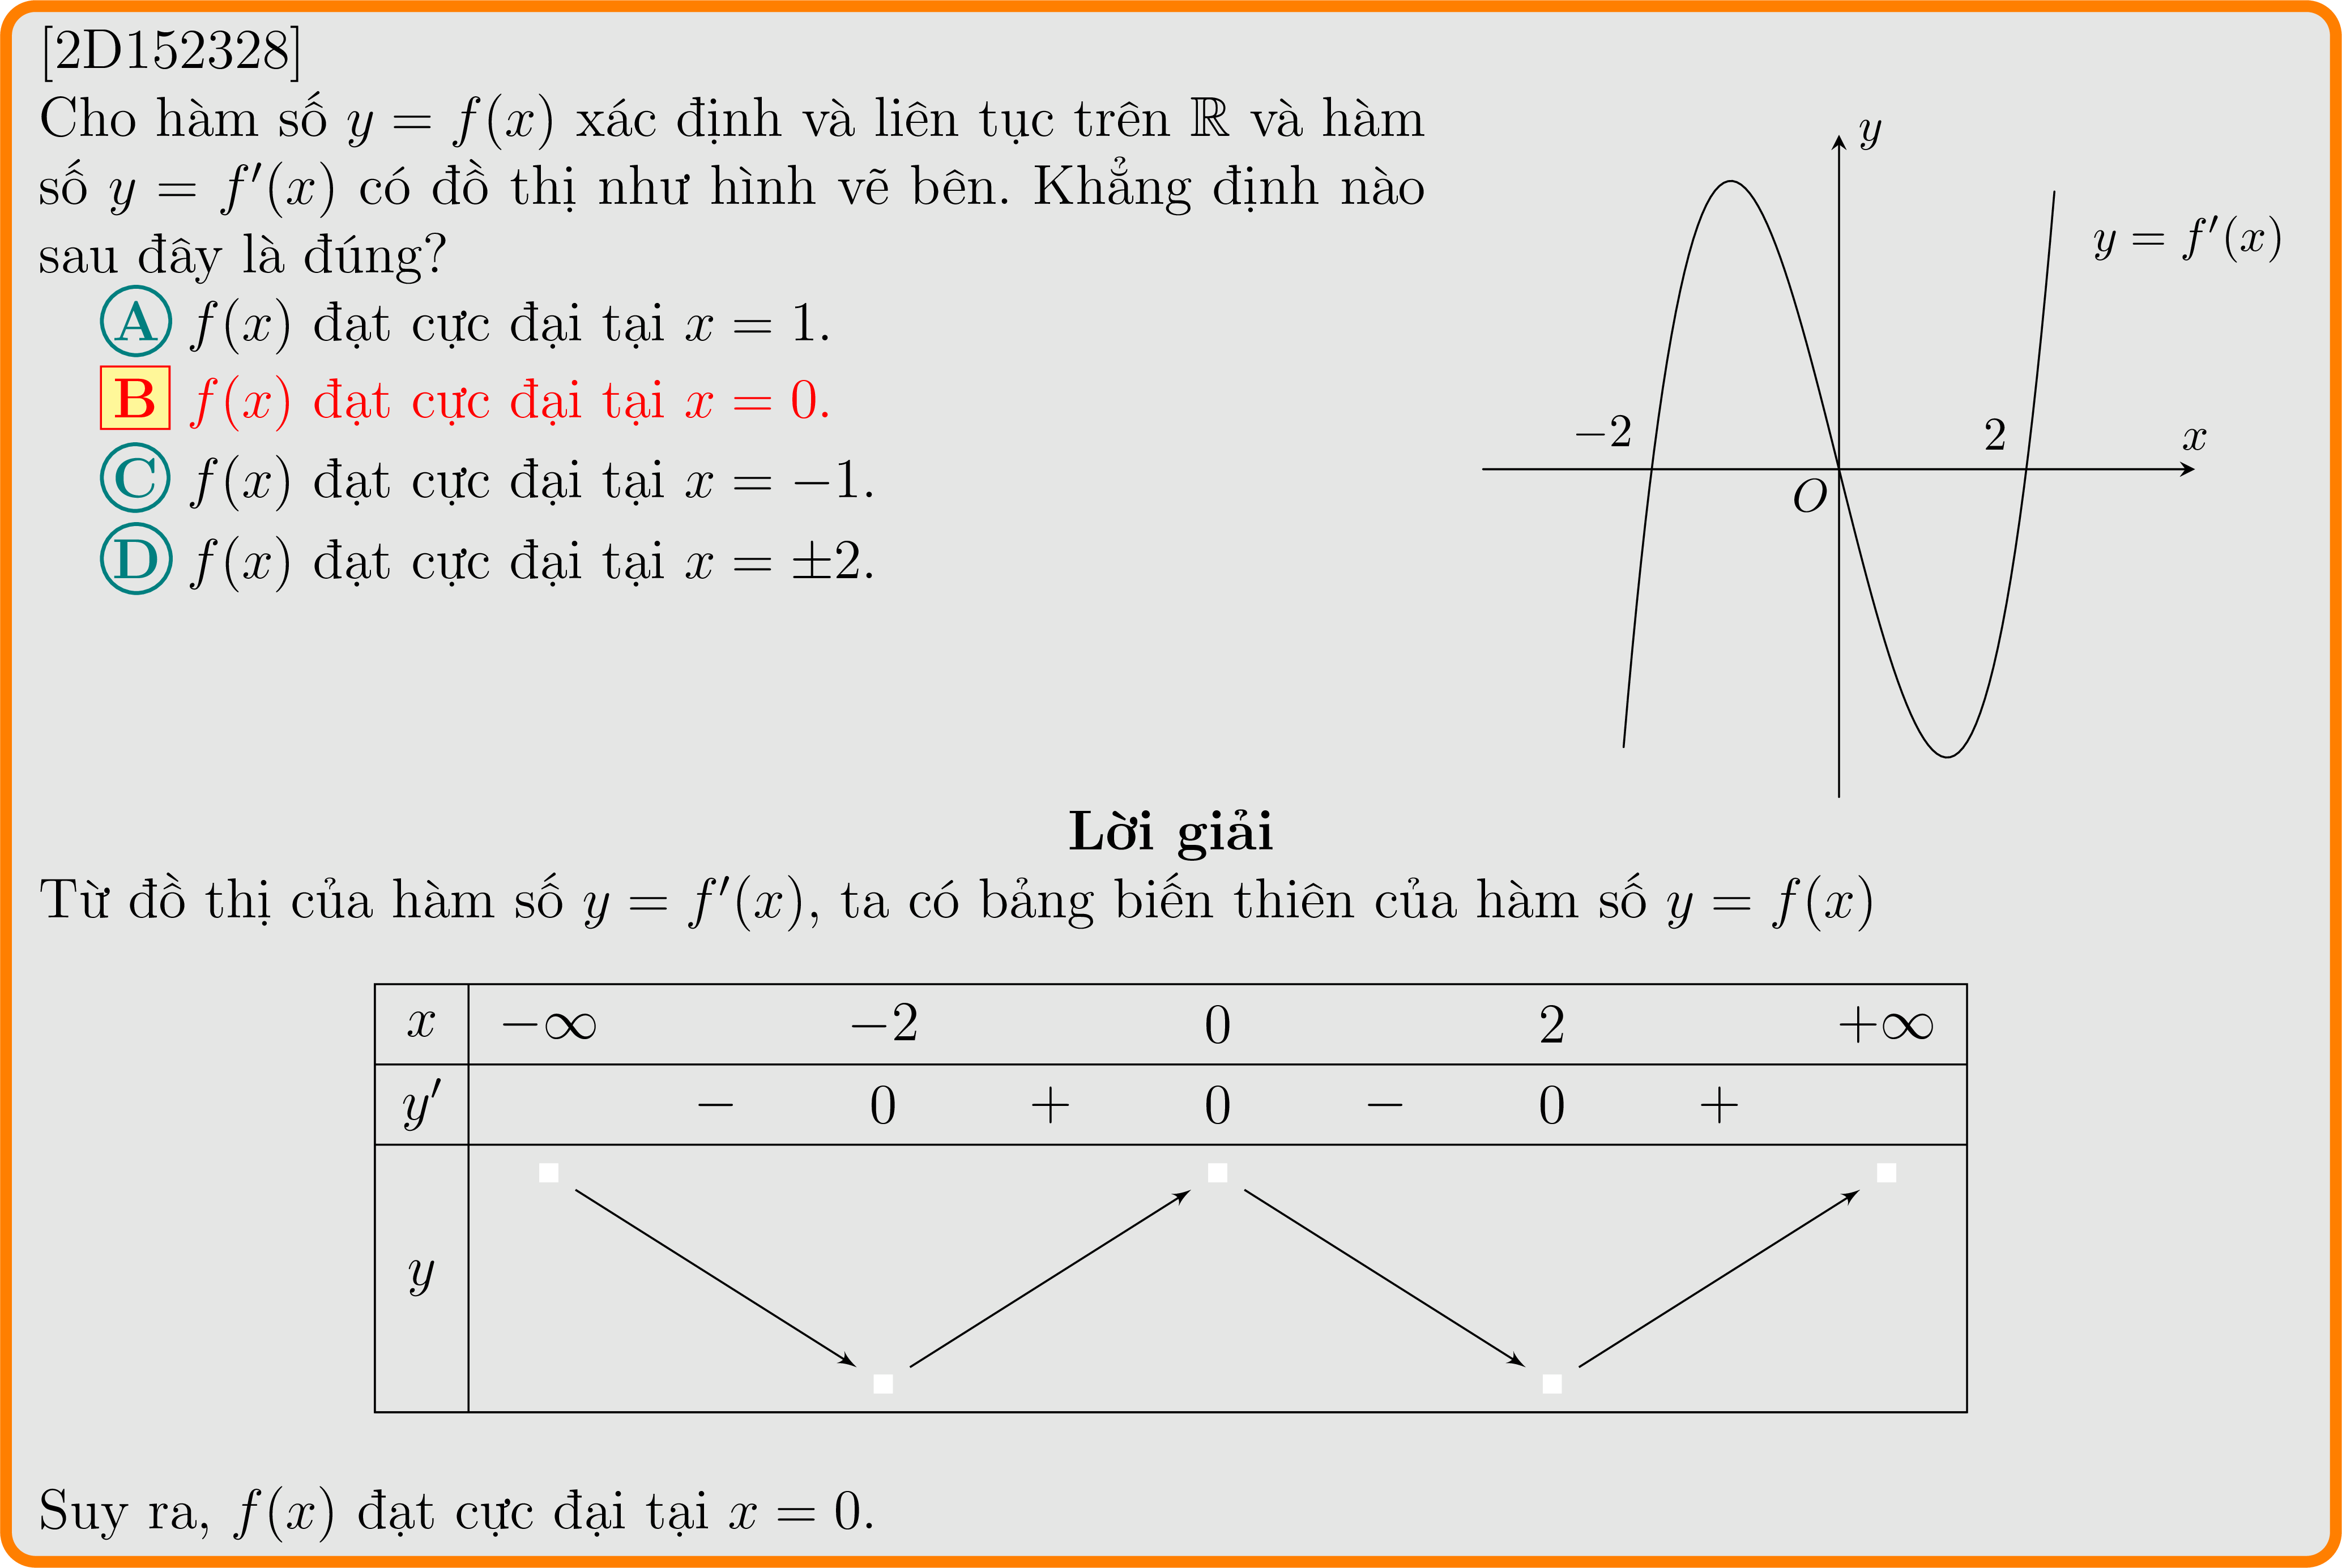 [2D152328]
Cho hàm số y = f(x) xác định và liên tục trên ℝ và hàm
số y = f′(x) có đồ thị như hình vẽ bên. Khẳng định nào
sau đây là đúng?
A f(x) đạt cực đại tại x = 1.
B f(x) đạt cực đại tại x = 0.
C f(x) đạt cực đại tại x = −1.
D f(x) đạt cực đại tại x = ±2.
y
y = f′(x)
−2
2
x
O
Lời giải
Từ đồ thị của hàm số y = f′(x), ta có bảng biến thiên của hàm số y = f(x)
x −∞ −2 0 2 +∞
y′ − 0 + 0 − 0 +
y
Suy ra, f(x) đạt cực đại tại x = 0.